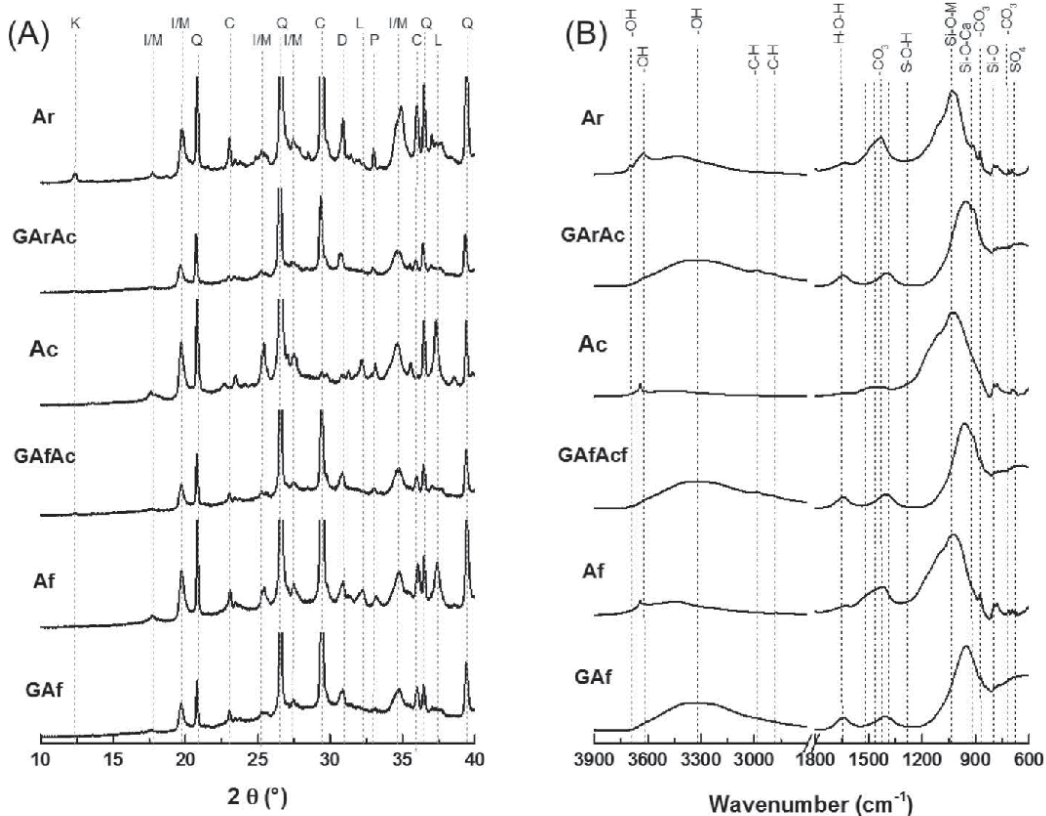 (A)
K I/M I/M Q C I/M Q I/M C D L P I/M C Q L Q
Ar
GArAc
Ac
GAfAc
Af
GAf
10 15 20 25 30 35 40
2 θ (°)
(B)
-OH -OH -OH -C-H -C-H H-O-H -CO3 S-O-H Si-O-M Si-O-Ca -CO3 Si-O -CO3 SO4
Ar
GArAc
Ac
GAfAcf
Af
GAf
3900 3600 3300 3000 1500 1200 900 600
Wavenumber (cm-1)